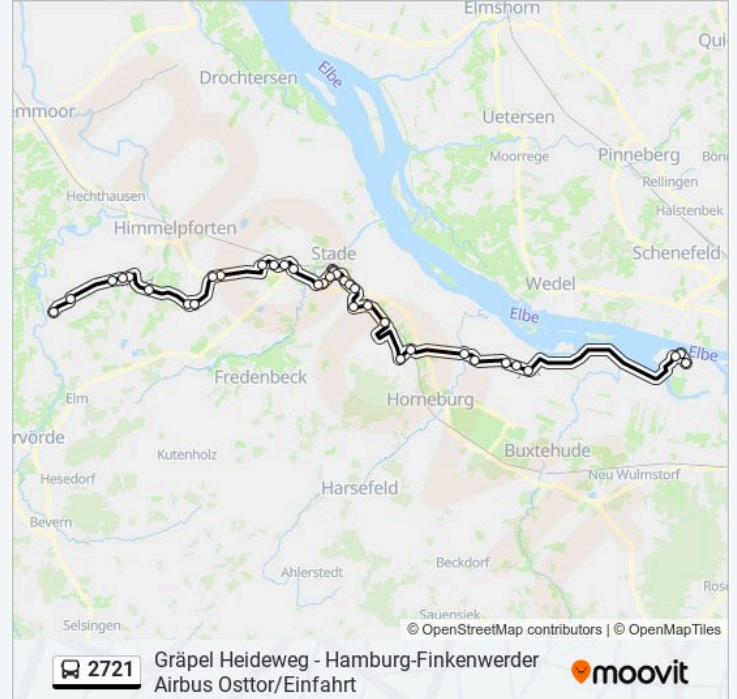 Elmshorn
Qui
Drochtersen
Elbe
emmoor
Uetersen
Moorrege
Pinneberg
Bönn
Rellingen
Hechthausen
Halstenbek
Himmelpforten
Stade
Schenefeld
Wedel
Elbe
Elbe
Fredenbeck
Elm
Horneburg
rvörde
Buxtehude
Kutenholz
Hesedorf
Neu Wulmstorf
Harsefeld
Bevern
Beckdorf
Ahlerstedt
Rose
Sauensiek
Selsingen
© OpenStreetMap contributors | © OpenMapTiles
2721
Gräpel Heideweg - Hamburg-Finkenwerder
Airbus Osttor/Einfahrt
moovit